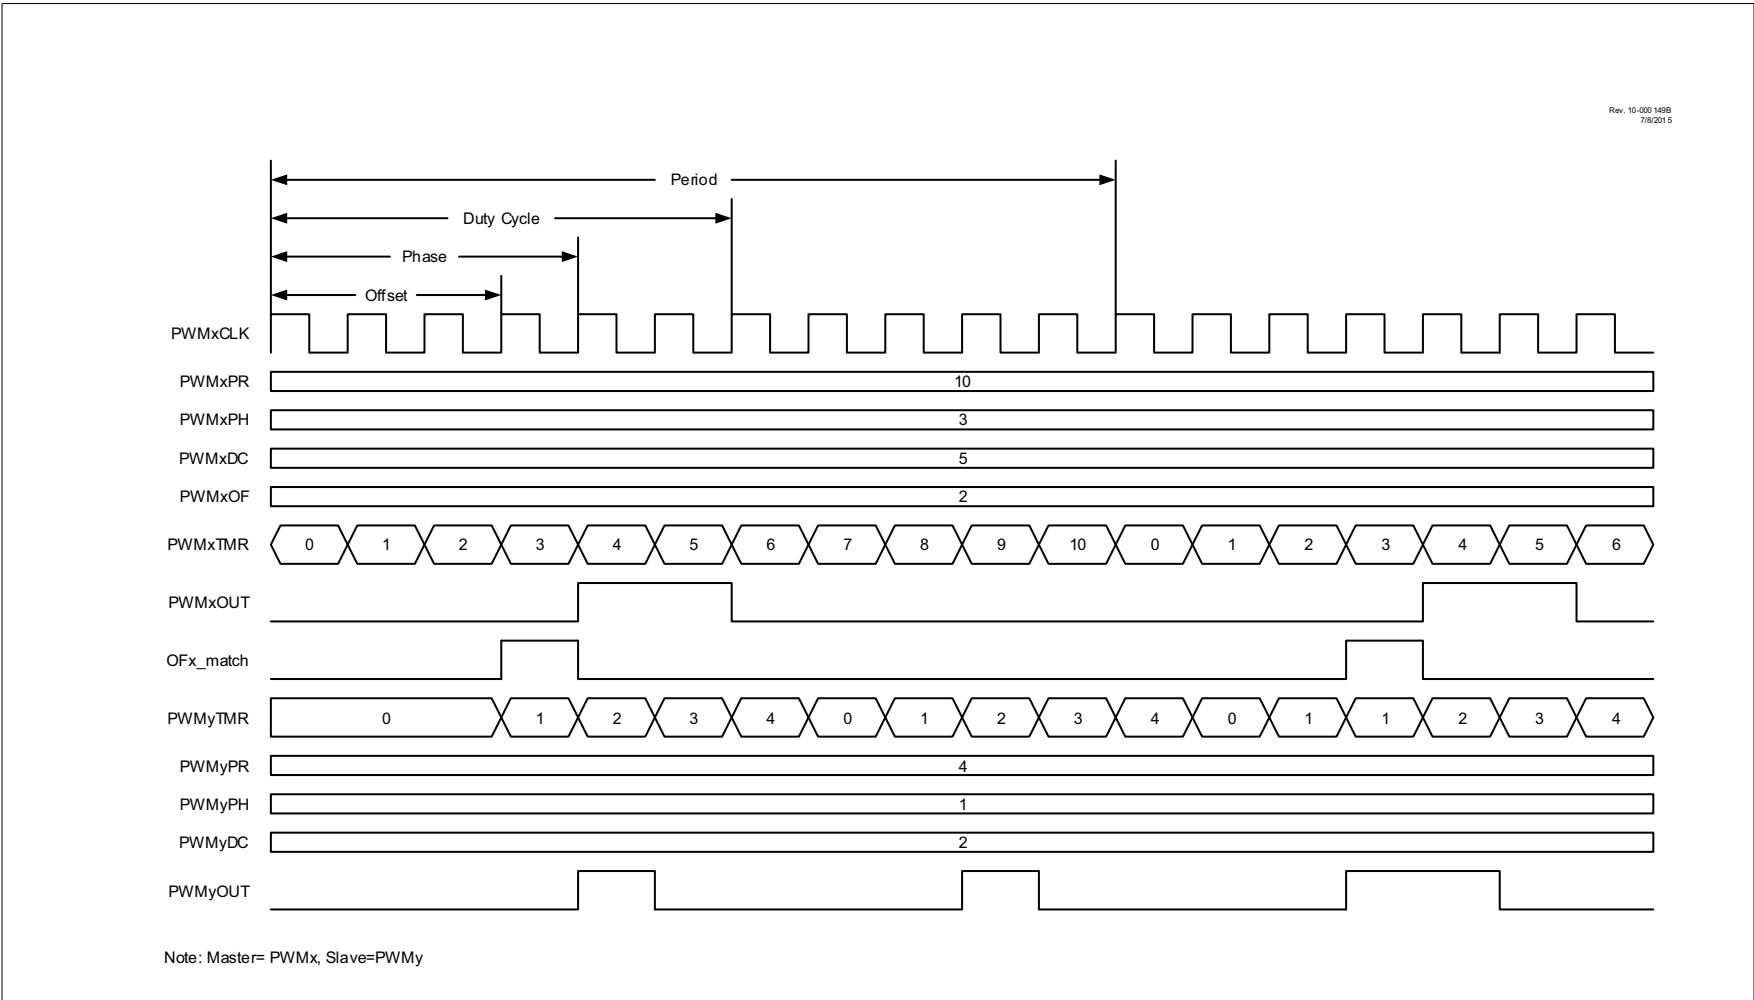 Rev. 10-000 149B
7/8/201 5
Period
Duty Cycle
Phase
Offset
PWMxCLK
PWMxPR 10
PWMxPH 3
PWMxDC 5
PWMxOF 2
PWMxTMR 0 1 2 3 4 5 6 7 8 9 10 0 1 2 3 4 5 6
PWMxOUT
OFx_match
PWMyTMR 0 1 2 3 4 0 1 2 3 4 0 1 1 2 3 4
PWMyPR 4
PWMyPH 1
PWMyDC 2
PWMyOUT
Note: Master= PWMx, Slave=PWMy